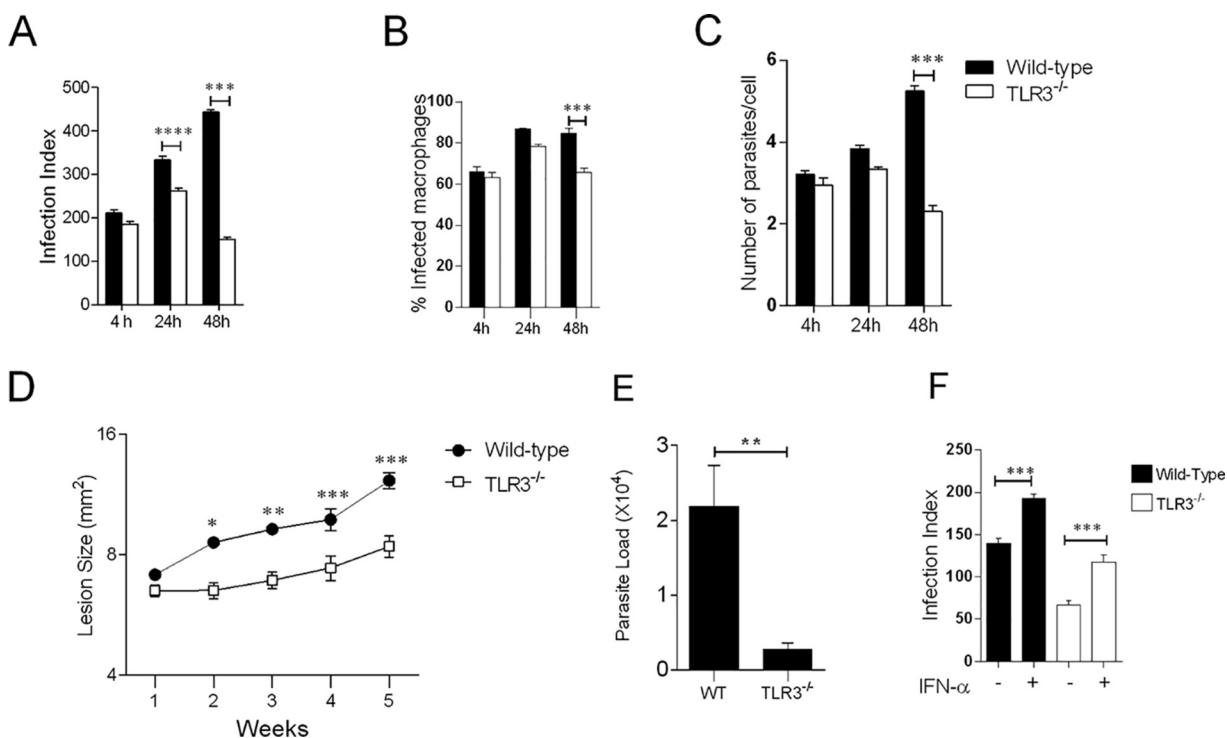 A
Infection Index
500
400
300
200
100
0
4 h 24h 48h
****
***
B
% Infected macrophages
100
80
60
40
20
0
4h 24h 48h
***
C
Number of parasites/cell
6
4
2
0
4h 24h 48h
***
Wild-type
TLR3-/-
D
Lesion Size (mm²)
16
8
4
* ** *** ***
1 2 3 4 5
Weeks
Wild-type
TLR3-/-
E
Parasite Load (X10⁴)
3
2
1
0
**
WT TLR3-/-
F
Infection Index
250
200
150
100
50
0
***
***
IFN-α - + - +
Wild-Type
TLR3-/-